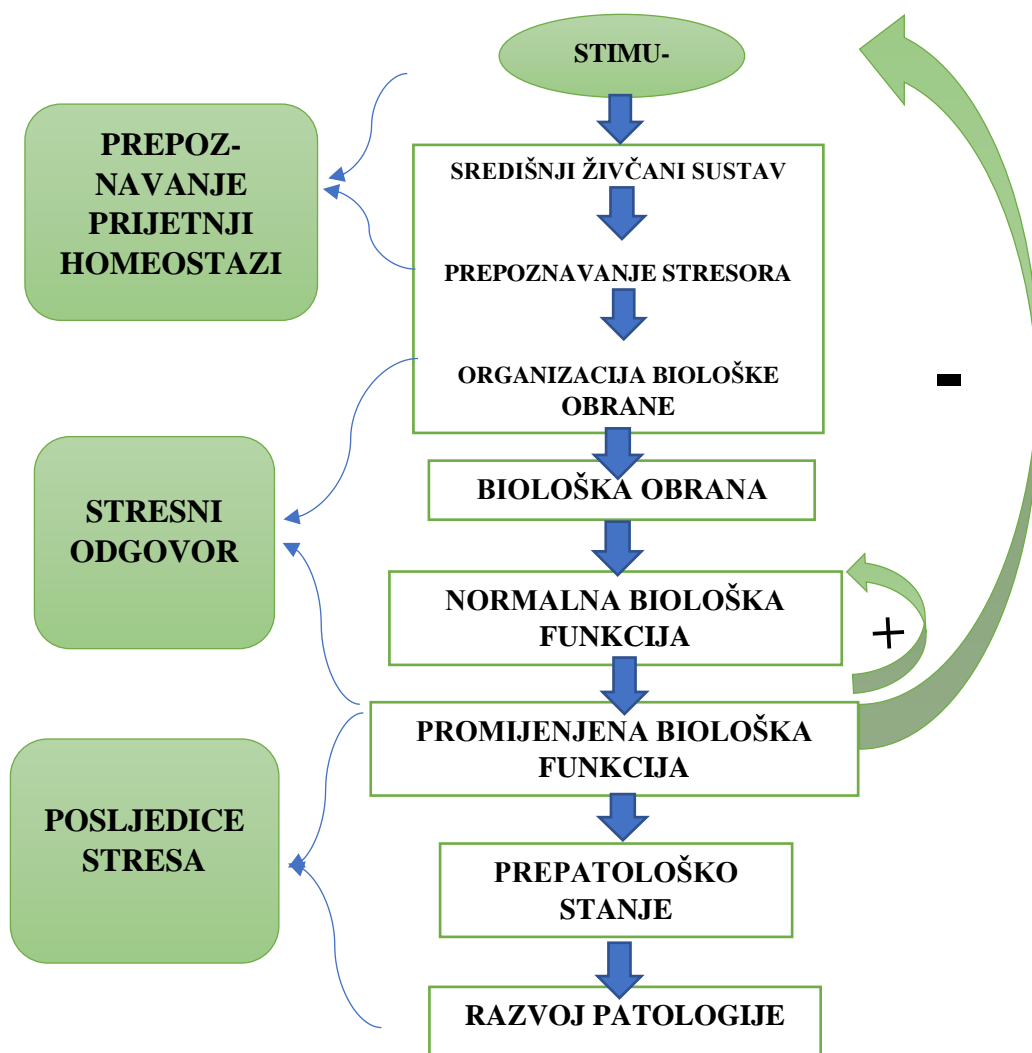 STIMU-
PREPOZ-
NAVANJE
PRIJETNJI
HOMEOSTAZI
SREDIŠNJI ŽIVČANI SUSTAV
PREPOZNAVANJE STRESORA
ORGANIZACIJA BIOLOŠKE
OBRANE
-
STRESNI
ODGOVOR
BIOLOŠKA OBRANA
NORMALNA BIOLOŠKA
FUNKCIJA
+
PROMIJENJENA BIOLOŠKA
FUNKCIJA
POSLJEDICE
STRESA
PREPATOLOŠKO
STANJE
RAZVOJ PATOLOGIJE